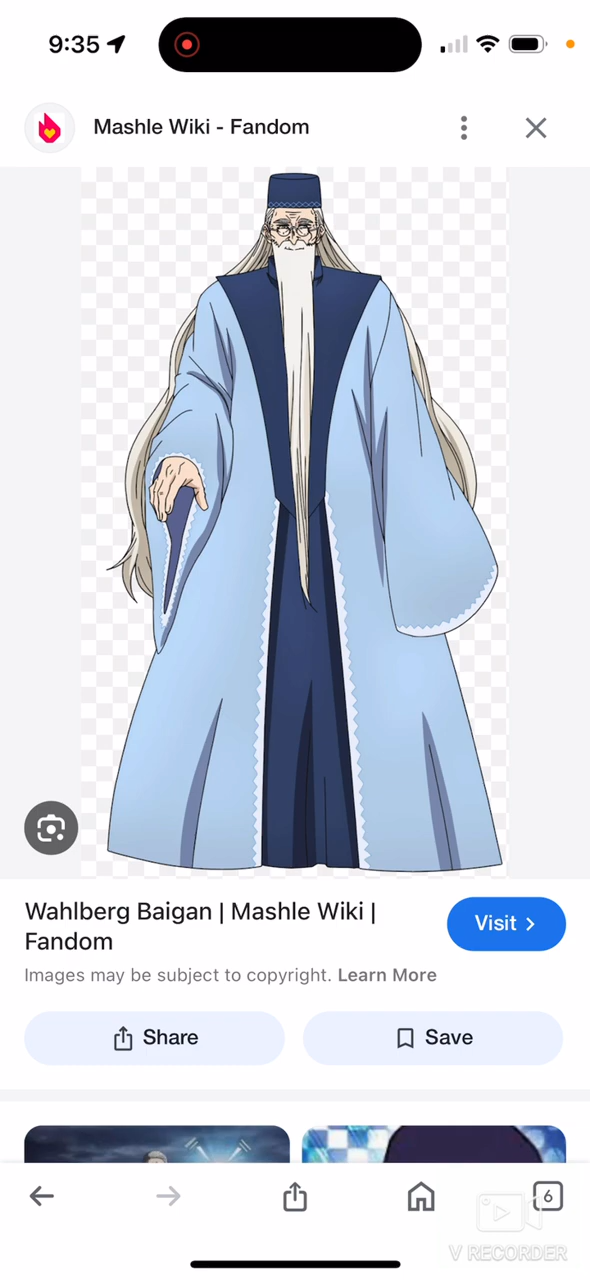 9:35
Mashle Wiki - Fandom
Wahlberg Baigan | Mashle Wiki |
Fandom
Visit
Images may be subject to copyright. Learn More
Share
Save
6
V RECORDER